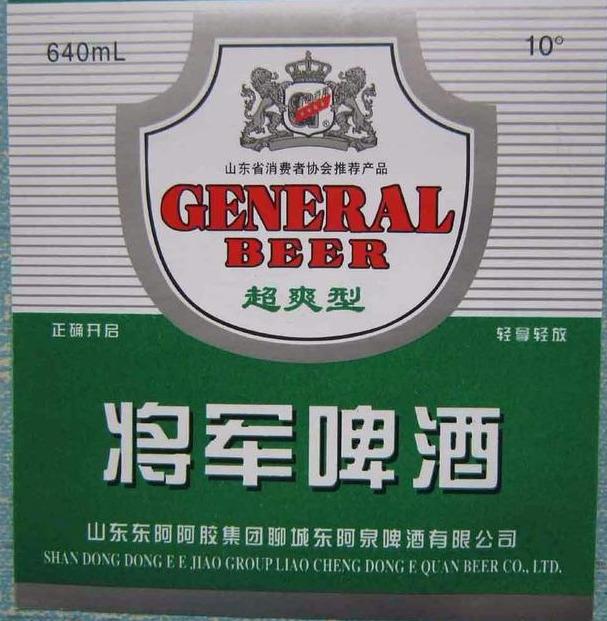 640mL
10°
山东省消费者协会推荐产品
GENERAL
BEER
超爽型
正确开启
轻拿轻放
将军啤酒
山东东阿阿胶集团聊城东阿泉啤酒有限公司
SHAN DONG DONG E E JIAO GROUP LIAO CHENG DONG E QUAN BEER CO., LTD.